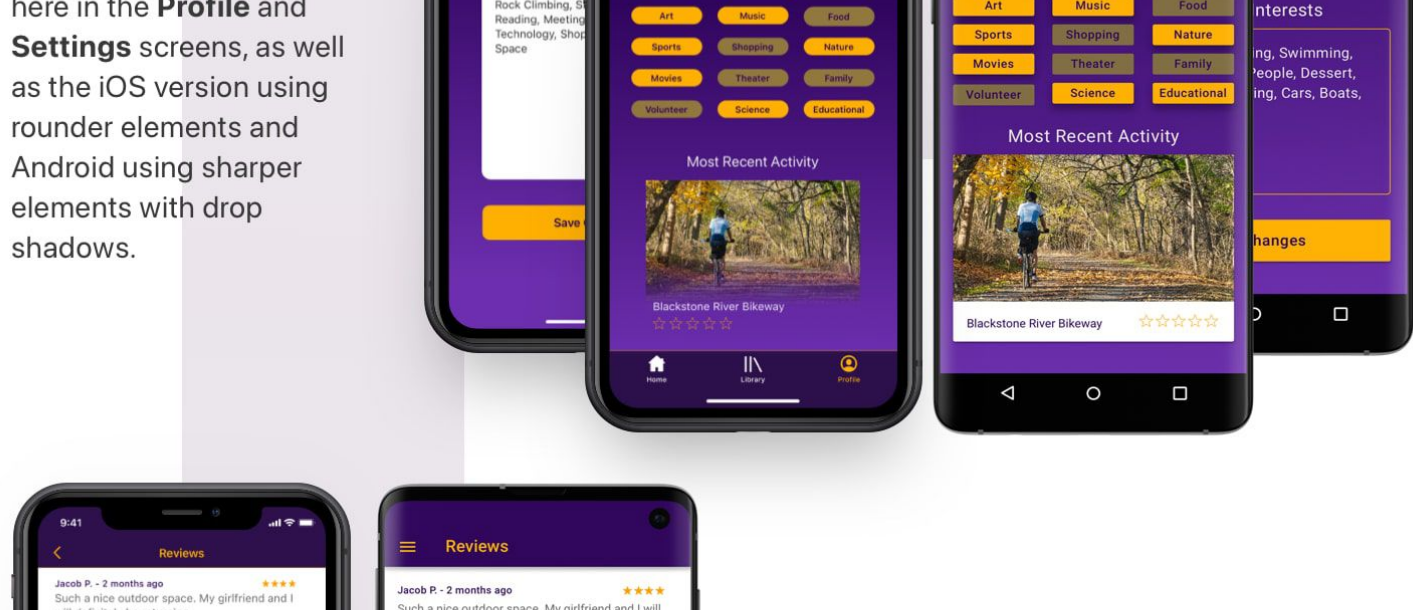 here in the Profile and
Settings screens, as well
as the iOS version using
rounder elements and
Android using sharper
elements with drop
shadows.
Rock Climbing,
Reading, Meeting
Technology,
Space
Save
Art Music Food
Sports Shopping Nature
Movies Theater Family
Volunteer Science Educational
Most Recent Activity
Blackstone River Bikeway
Home Library Profile
Art Music Food
Sports Shopping Nature
Movies Theater Family
Volunteer Science Educational
Most Recent Activity
Blackstone River Bikeway
nterests
ing, Swimming,
People, Dessert,
ing, Cars, Boats,
hanges
9:41
Reviews
Jacob P. - 2 months ago
Such a nice outdoor space. My girlfriend and I
Reviews
Jacob P. - 2 months ago
Such a nice outdoor space. My girlfriend and I will